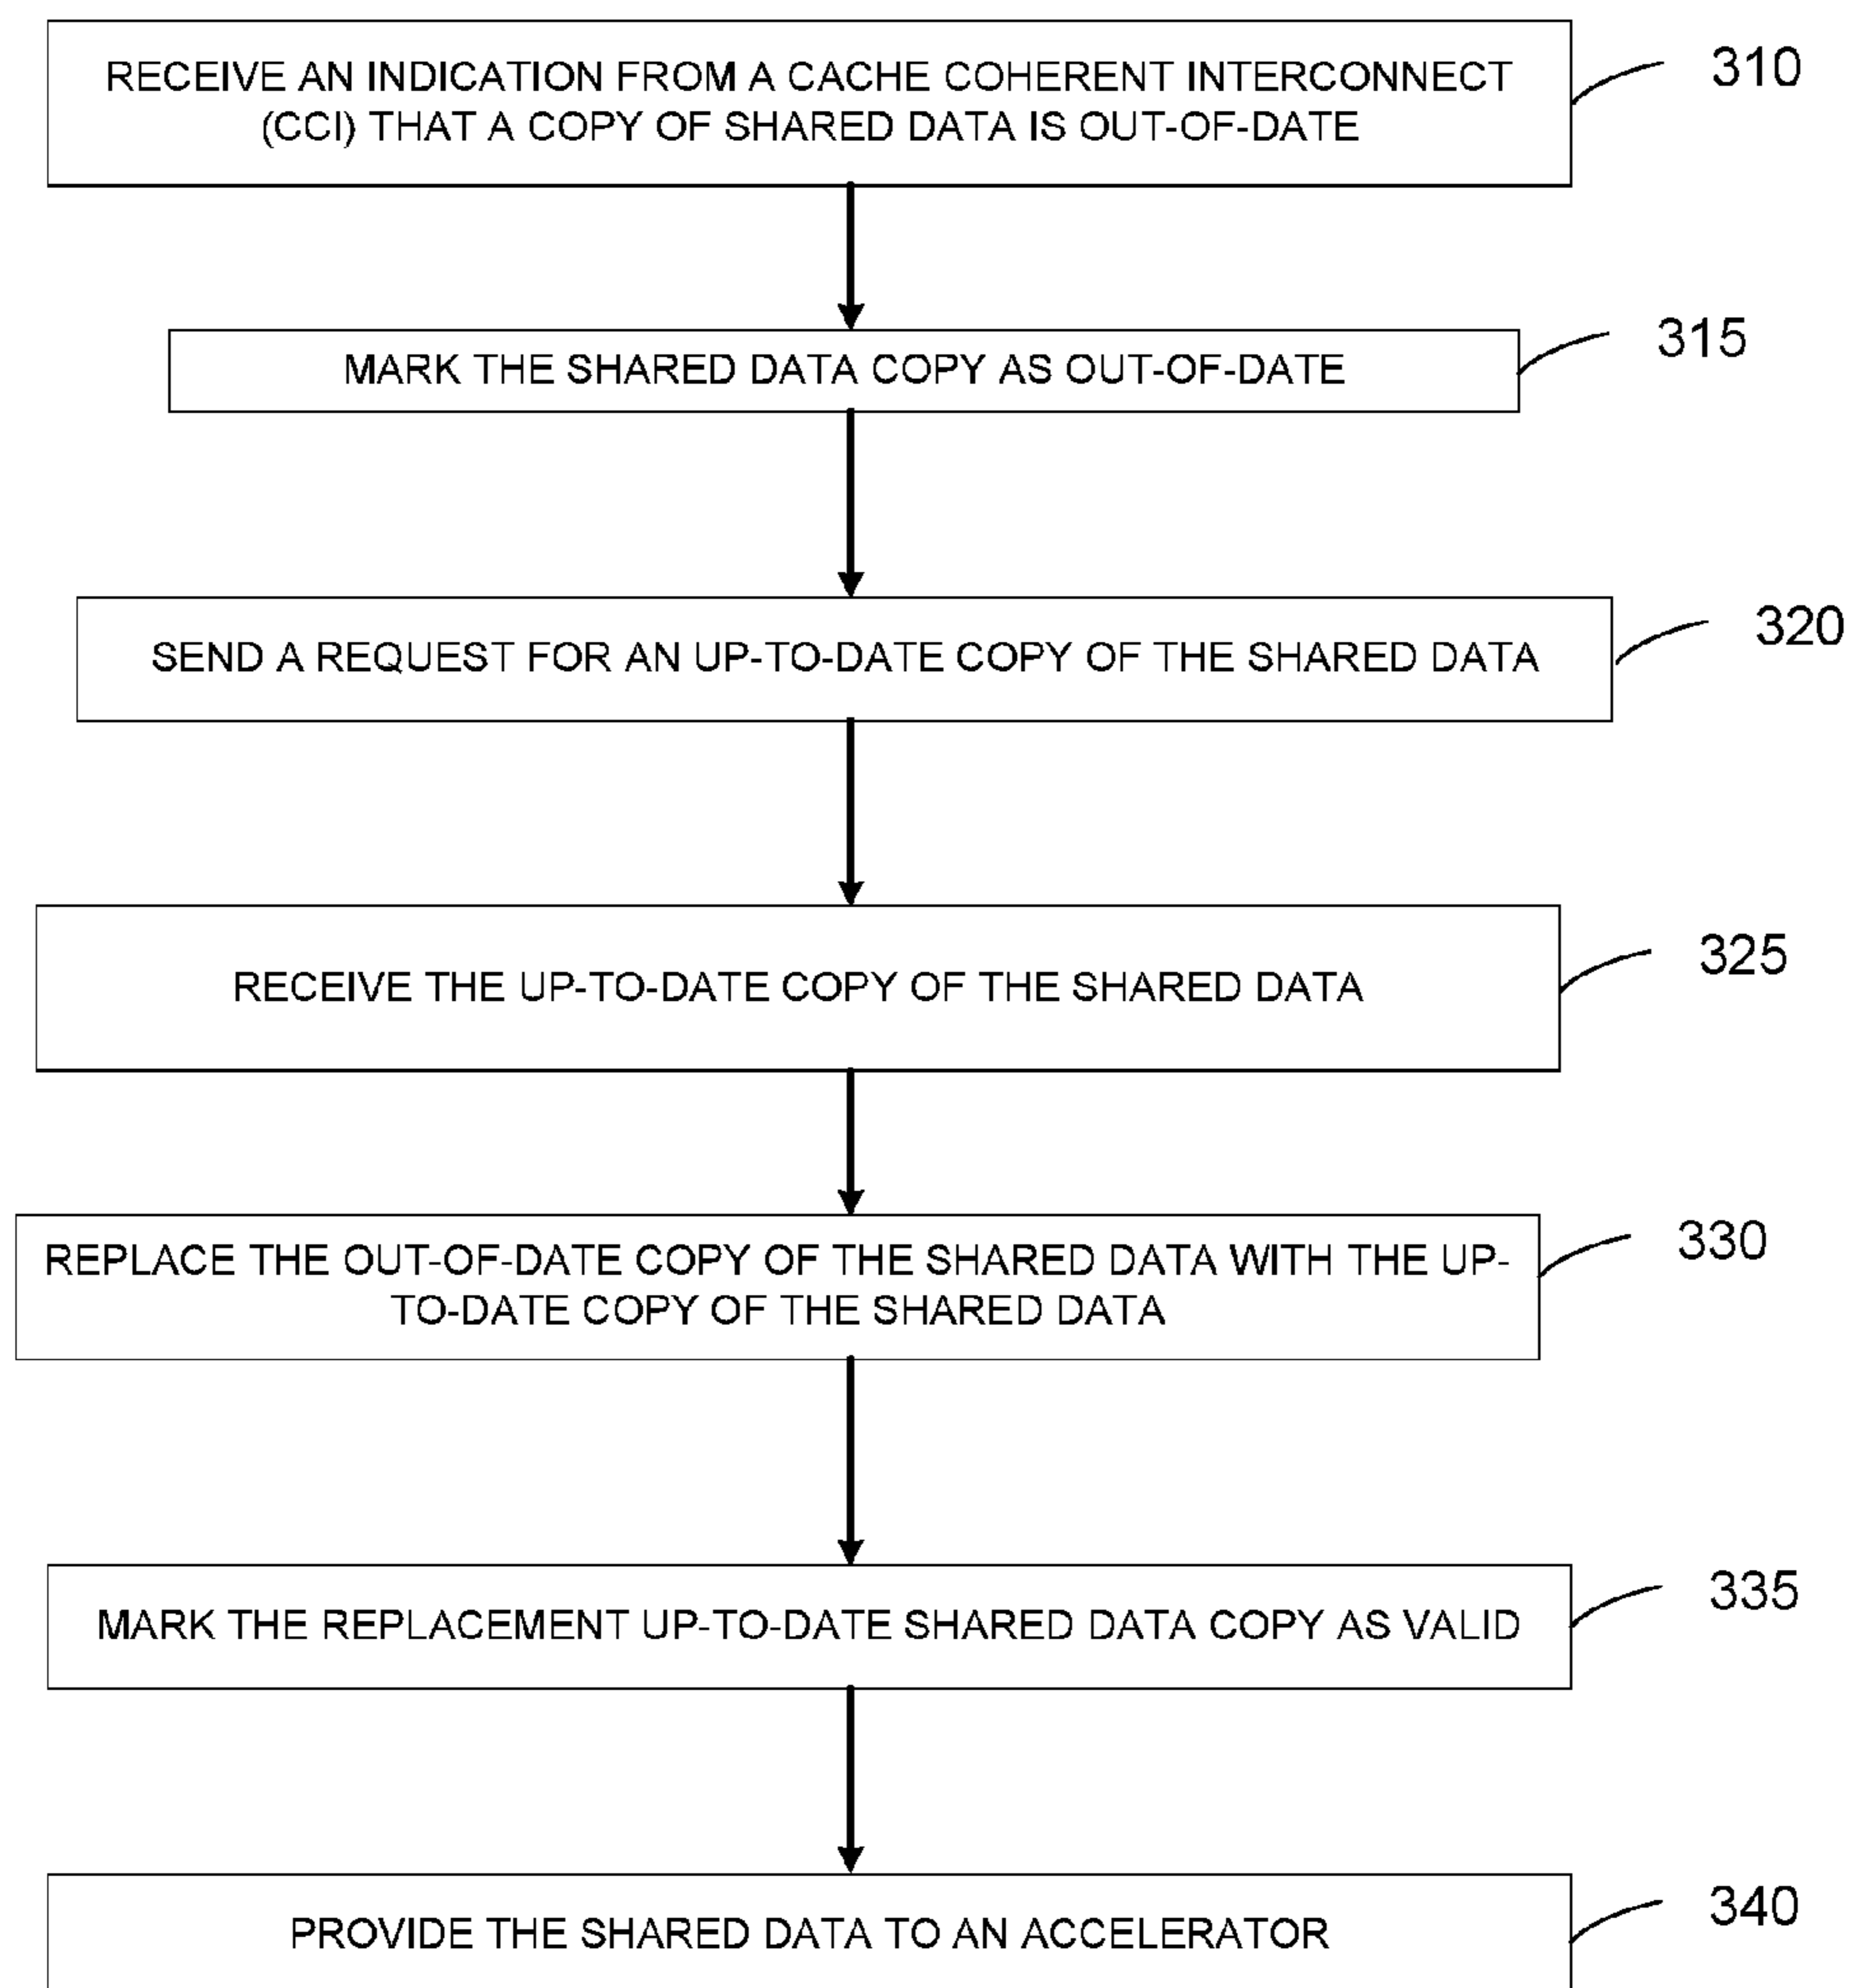 RECEIVE AN INDICATION FROM A CACHE COHERENT INTERCONNECT
(CCI) THAT A COPY OF SHARED DATA IS OUT-OF-DATE
310
MARK THE SHARED DATA COPY AS OUT-OF-DATE
315
SEND A REQUEST FOR AN UP-TO-DATE COPY OF THE SHARED DATA
320
RECEIVE THE UP-TO-DATE COPY OF THE SHARED DATA
325
REPLACE THE OUT-OF-DATE COPY OF THE SHARED DATA WITH THE UP-
TO-DATE COPY OF THE SHARED DATA
330
MARK THE REPLACEMENT UP-TO-DATE SHARED DATA COPY AS VALID
335
PROVIDE THE SHARED DATA TO AN ACCELERATOR
340